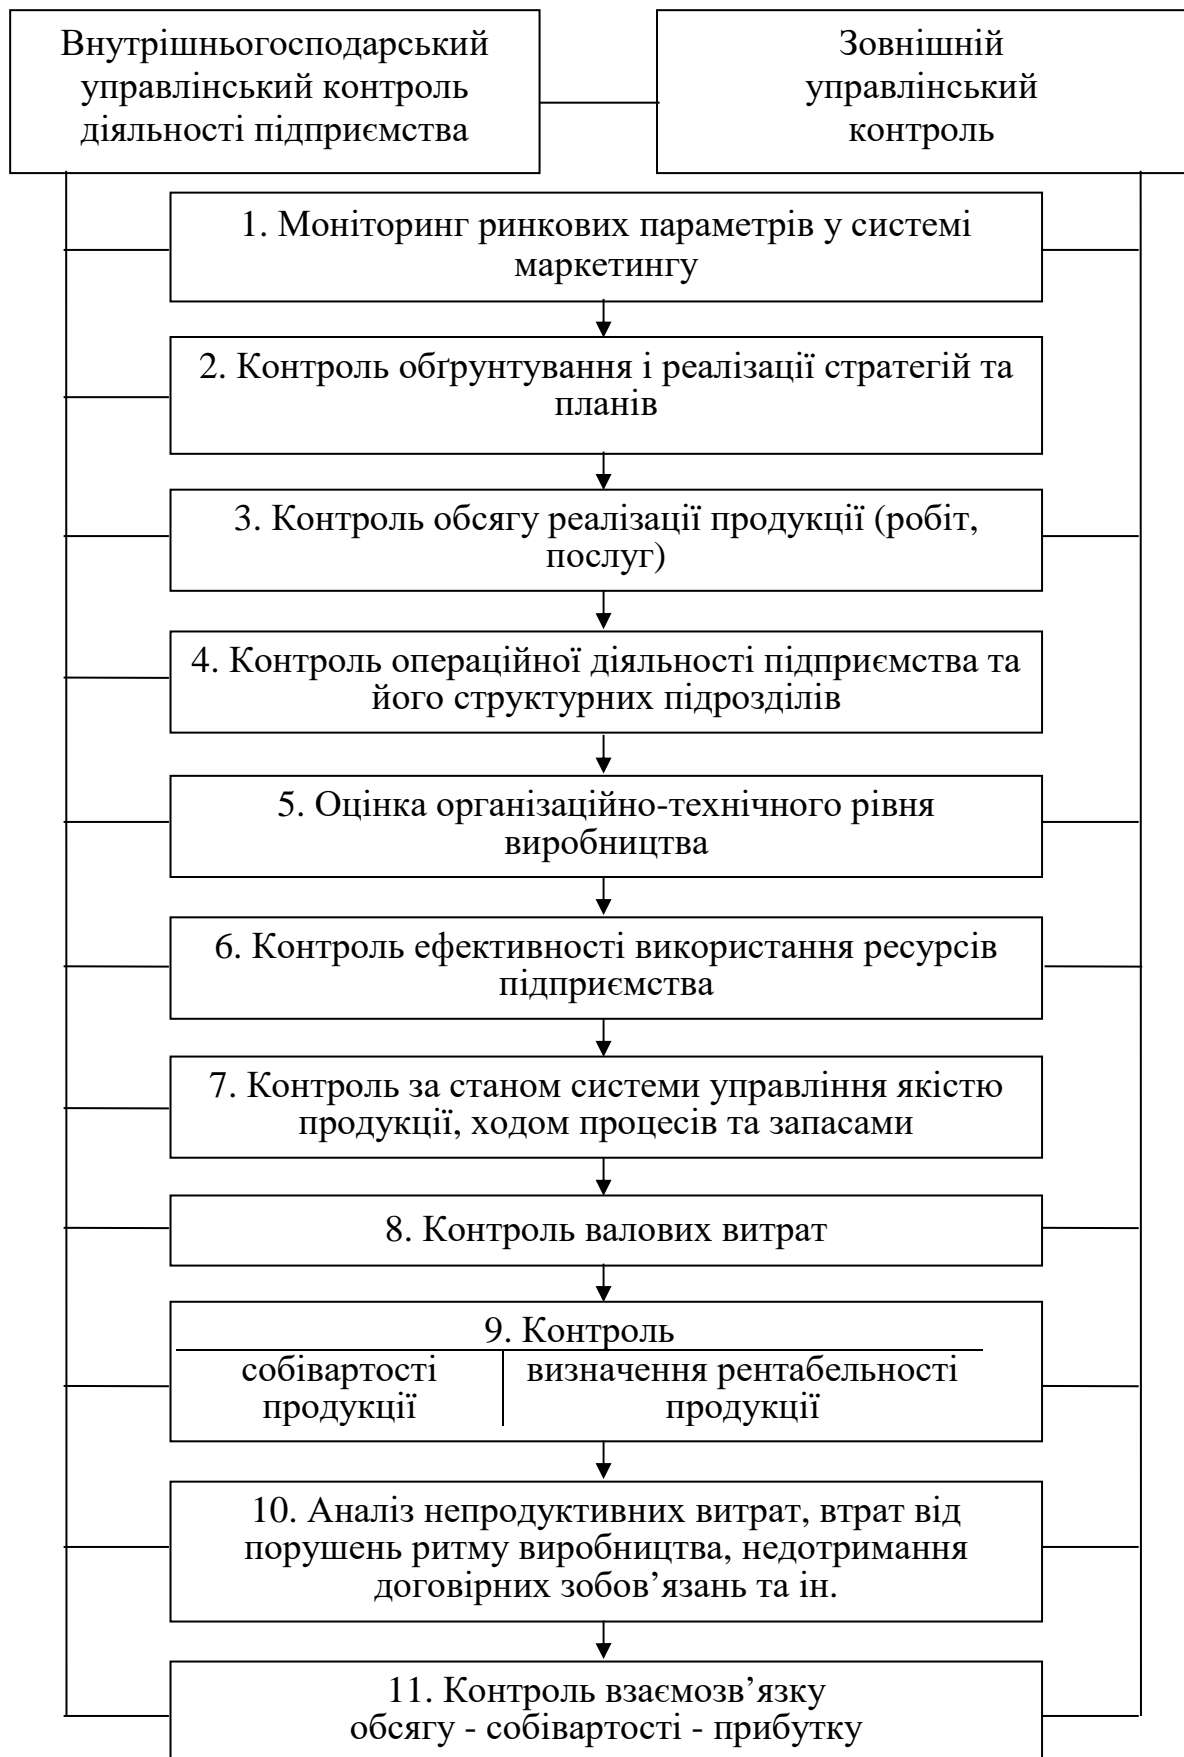 Внутрішньогосподарський
управлінський контроль
діяльності підприємства
Зовнішній
управлінський
контроль
1. Моніторинг ринкових параметрів у системі
маркетингу
2. Контроль обґрунтування і реалізації стратегій та
планів
3. Контроль обсягу реалізації продукції (робіт,
послуг)
4. Контроль операційної діяльності підприємства та
його структурних підрозділів
5. Оцінка організаційно-технічного рівня
виробництва
6. Контроль ефективності використання ресурсів
підприємства
7. Контроль за станом системи управління якістю
продукції, ходом процесів та запасами
8. Контроль валових витрат
9. Контроль
собівартості
продукції
визначення рентабельності
продукції
10. Аналіз непродуктивних витрат, втрат від
порушень ритму виробництва, недотримання
договірних зобов’язань та ін.
11. Контроль взаємозв’язку
обсягу - собівартості - прибутку